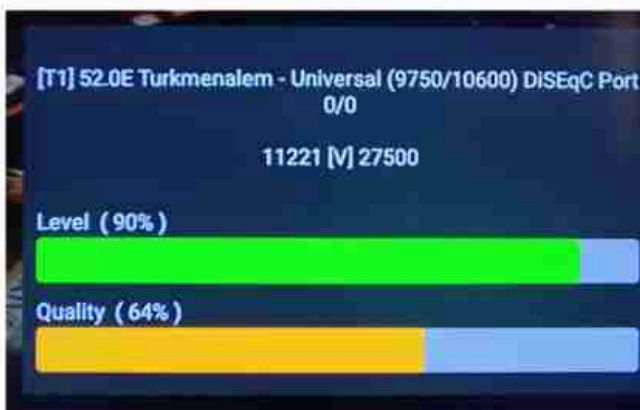 [T1] 52.0E Turkmenalem - Universal (9750/10600) DiSEqC Port
0/0
11221 [V] 27500
Level ( 90% )
Quality ( 64% )